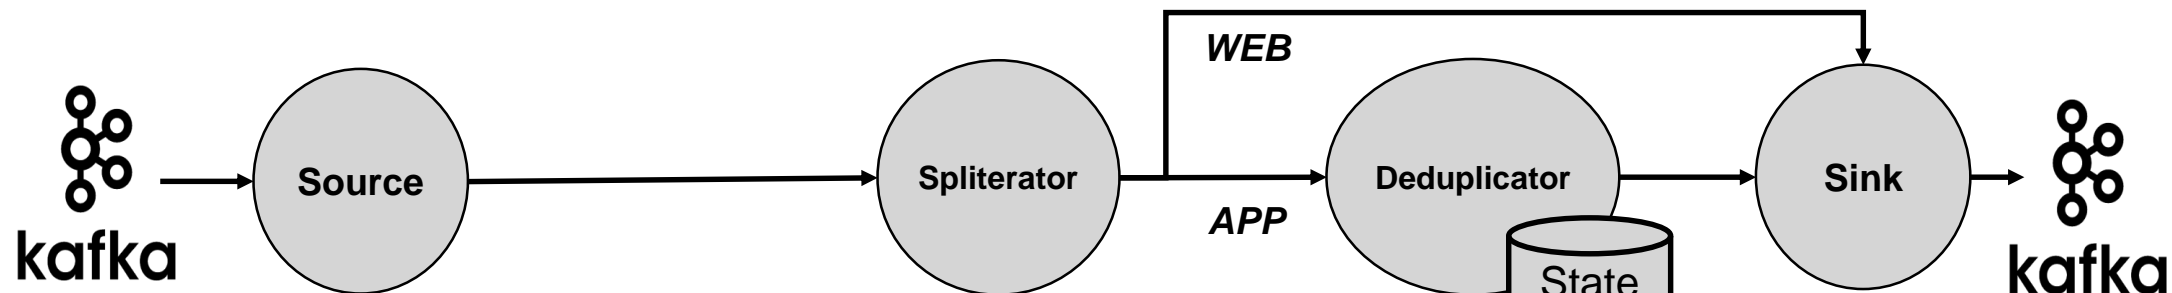 WEB
kafka
Source
Spliterator
APP
Deduplicator
State
Sink
kafka